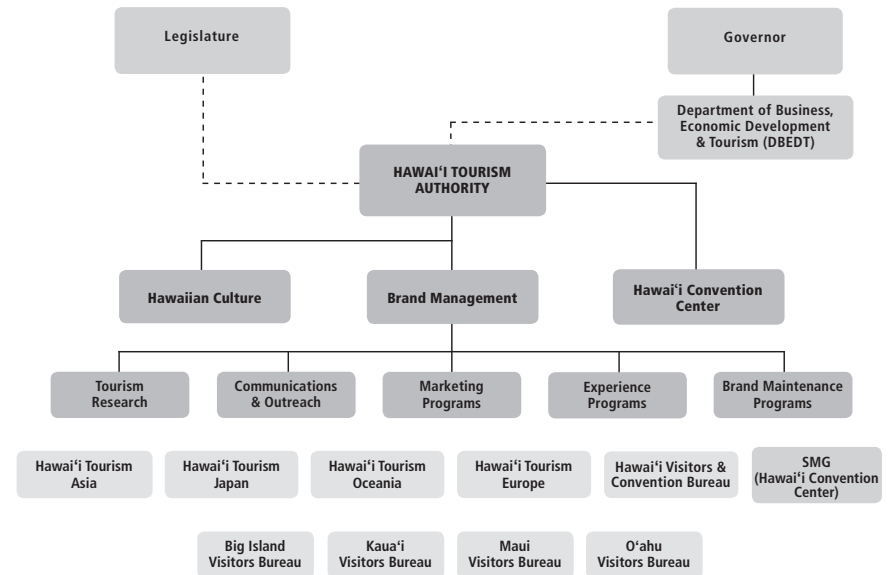 Legislature
Governor
Department of Business,
Economic Development
& Tourism (DBEDT)
HAWAIʻI TOURISM
AUTHORITY
Hawaiian Culture
Brand Management
Hawaiʻi Convention
Center
Tourism
Research
Communications
& Outreach
Marketing
Programs
Experience
Programs
Brand Maintenance
Programs
Hawaiʻi Tourism
Asia
Hawaiʻi Tourism
Japan
Hawaiʻi Tourism
Oceania
Hawaiʻi Tourism
Europe
Hawaiʻi Visitors &
Convention Bureau
SMG
(Hawaiʻi Convention
Center)
Big Island
Visitors Bureau
Kauaʻi
Visitors Bureau
Maui
Visitors Bureau
Oʻahu
Visitors Bureau